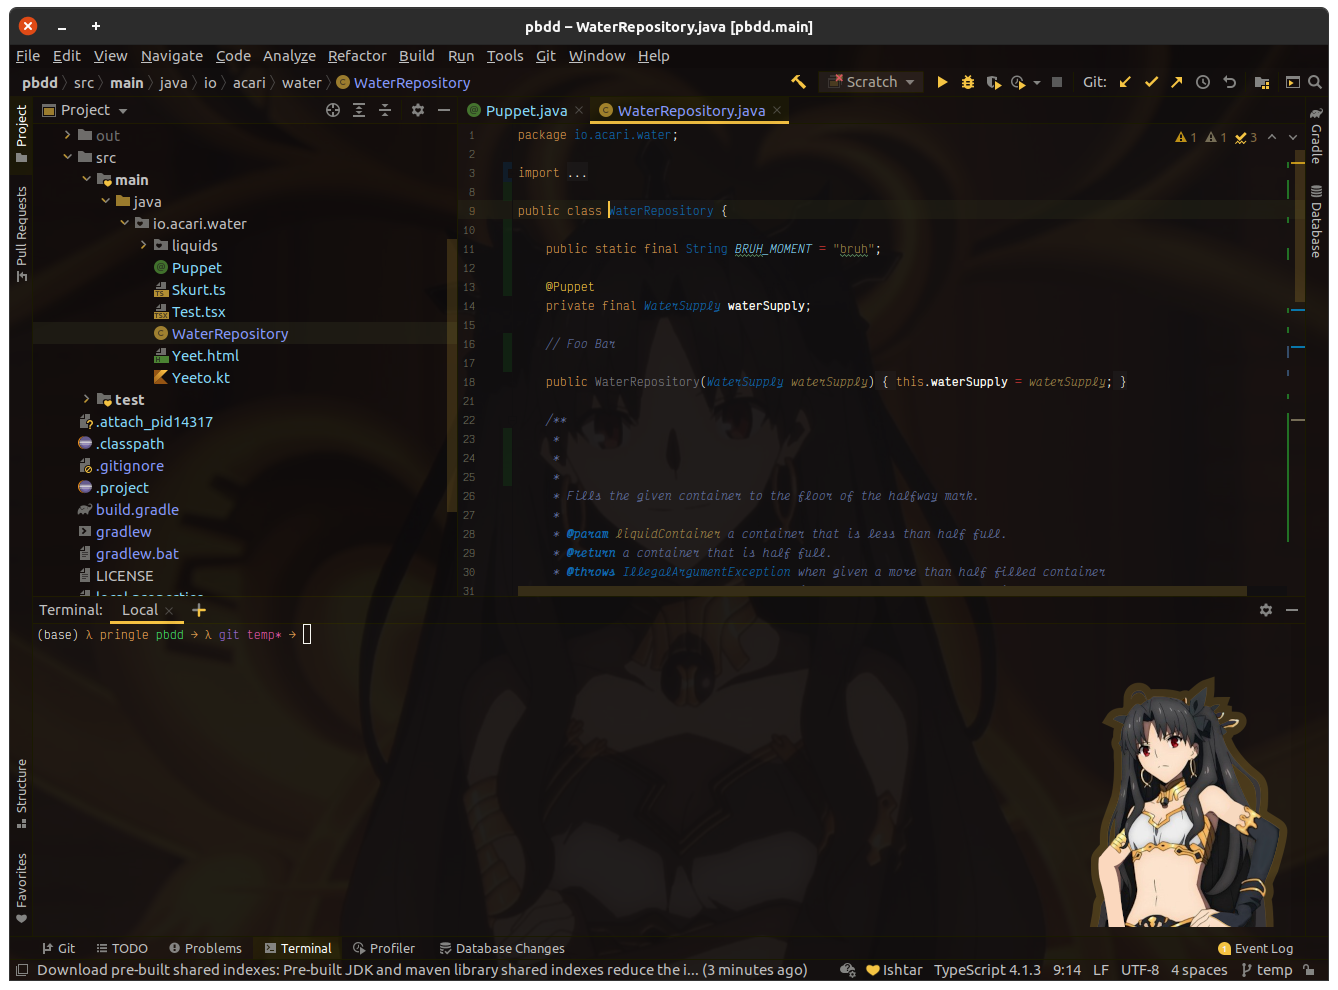 pbdd – WaterRepository.java [pbdd.main]
File Edit View Navigate Code Analyze Refactor Build Run Tools Git Window Help
pbdd src main java io acari water WaterRepository Scratch Git:
Project
Puppet.java WaterRepository.java
Project
Pull Requests
Structure
Favorites
out
src
main
java
io.acari.water
liquids
Puppet
Skurt.ts
Test.tsx
WaterRepository
Yeet.html
Yeeto.kt
test
.attach_pid14317
.classpath
.gitignore
.project
build.gradle
gradlew
gradlew.bat
LICENSE
local.properties
1 package io.acari.water;
2
3 import ...
8
9 public class WaterRepository {
10
11 public static final String BRUH_MOMENT = "bruh";
12
13 @Puppet
14 private final WaterSupply waterSupply;
15
16 // Foo Bar
17
18 public WaterRepository(WaterSupply waterSupply) { this.waterSupply = waterSupply; }
21
22 /**
23 *
24 *
25 *
26 * Fills the given container to the floor of the halfway mark.
27 *
28 * @param liquidContainer a container that is less than half full.
29 * @return a container that is half full.
30 * @throws IllegalArgumentException when given a more than half filled container
31
1 1 3
Gradle
Database
Terminal: Local
(base) λ pringle pbdd → λ git temp* →
Git TODO Problems Terminal Profiler Database Changes 1 Event Log
Download pre-built shared indexes: Pre-built JDK and maven library shared indexes reduce the i... (3 minutes ago) Ishtar TypeScript 4.1.3 9:14 LF UTF-8 4 spaces temp